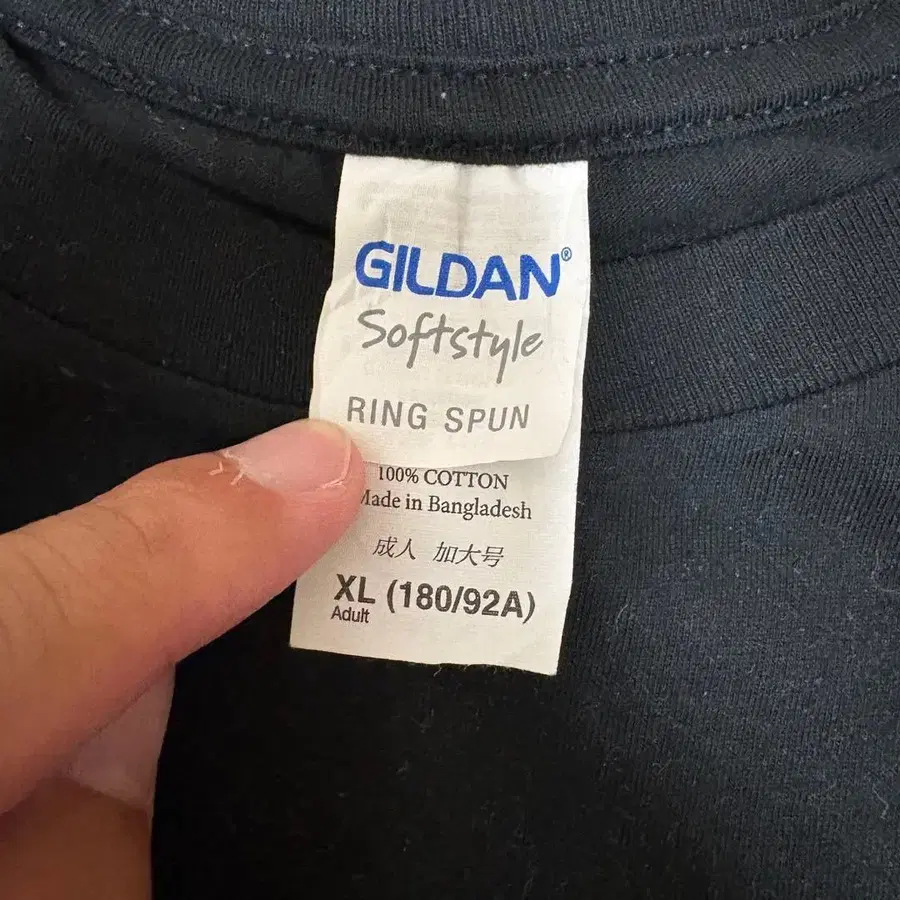 GILDAN®
Softstyle
RING SPUN
100% COTTON
Made in Bangladesh
成人 加大号
XL (180/92A)
Adult